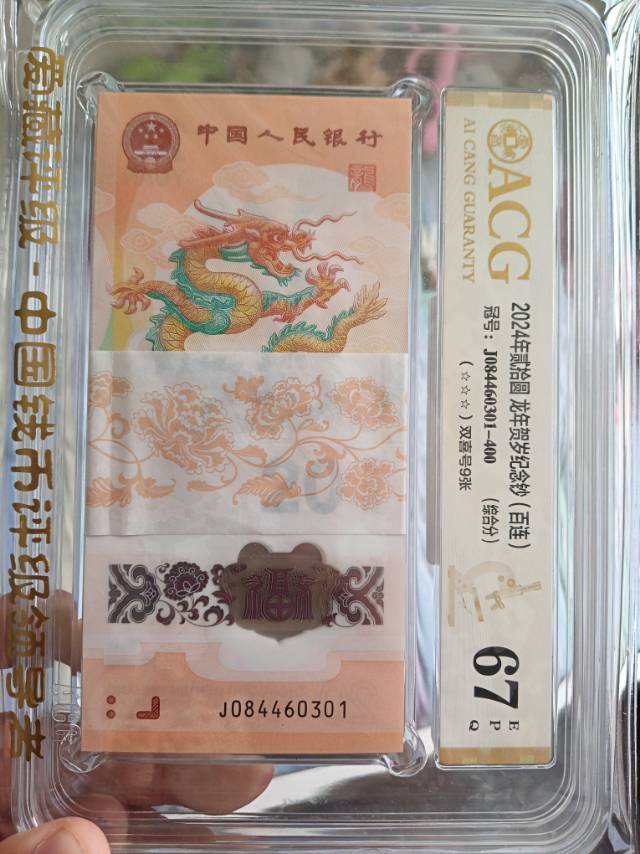 爱藏评级 - 中国钱币评级领导者
中国人民银行
龍
福
J084460301
ACG
AI CANG GUARANTY
2024年贰拾圆 龙年贺岁纪念钞（百连）
冠号：J084460301-400 （综合分）
（☆☆☆）双喜号9张
67
E
P
Q